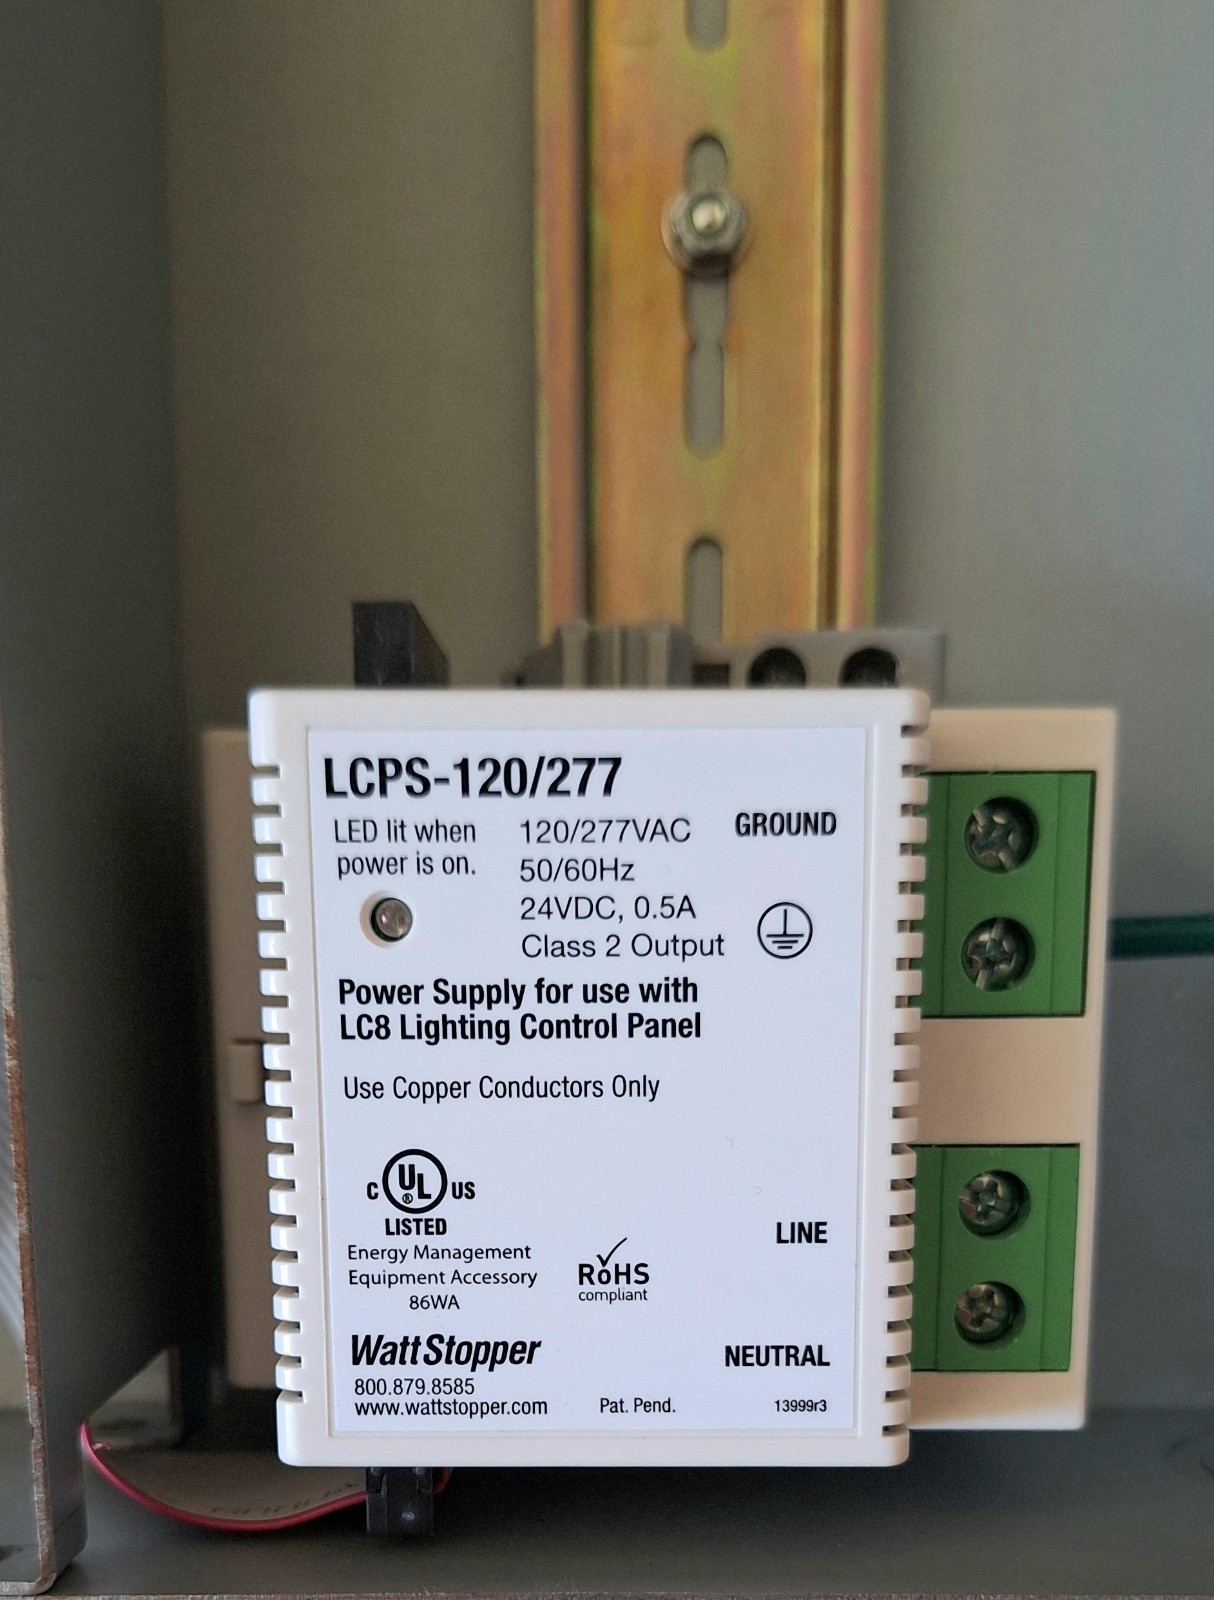 LCPS-120/277
LED lit when
power is on.
120/277VAC
50/60Hz
24VDC, 0.5A
Class 2 Output
GROUND
Power Supply for use with
LC8 Lighting Control Panel
Use Copper Conductors Only
C UL ® US
LISTED
Energy Management
Equipment Accessory
86WA
RoHS
compliant
LINE
NEUTRAL
WattStopper
800.879.8585
www.wattstopper.com
Pat. Pend.
13999r3